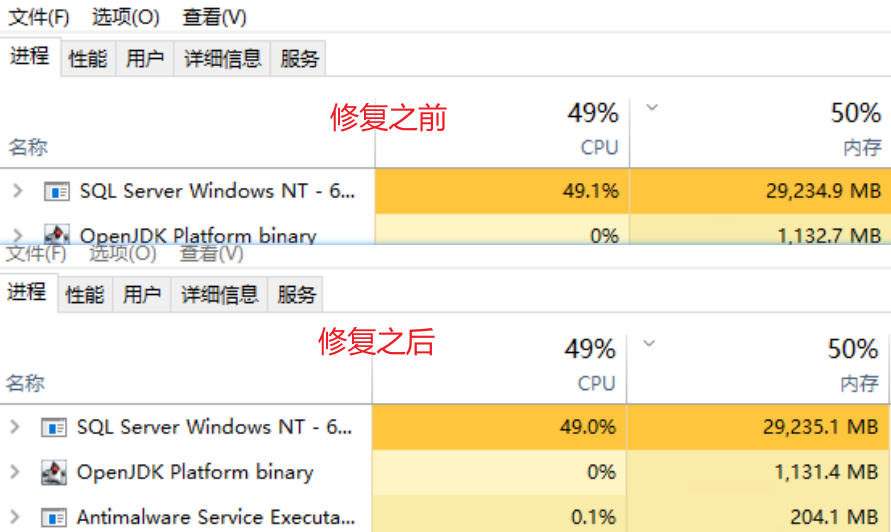 文件(F) 选项(O) 查看(V)
进程 性能 用户 详细信息 服务
修复之前
49% 50%
名称 CPU 内存
SQL Server Windows NT - 6... 49.1% 29,234.9 MB
OpenJDK Platform binary 0% 1,132.7 MB
文件(F) 选项(O) 查看(V)
进程 性能 用户 详细信息 服务
修复之后
49% 50%
名称 CPU 内存
SQL Server Windows NT - 6... 49.0% 29,235.1 MB
OpenJDK Platform binary 0% 1,131.4 MB
Antimalware Service Executa... 0.1% 204.1 MB